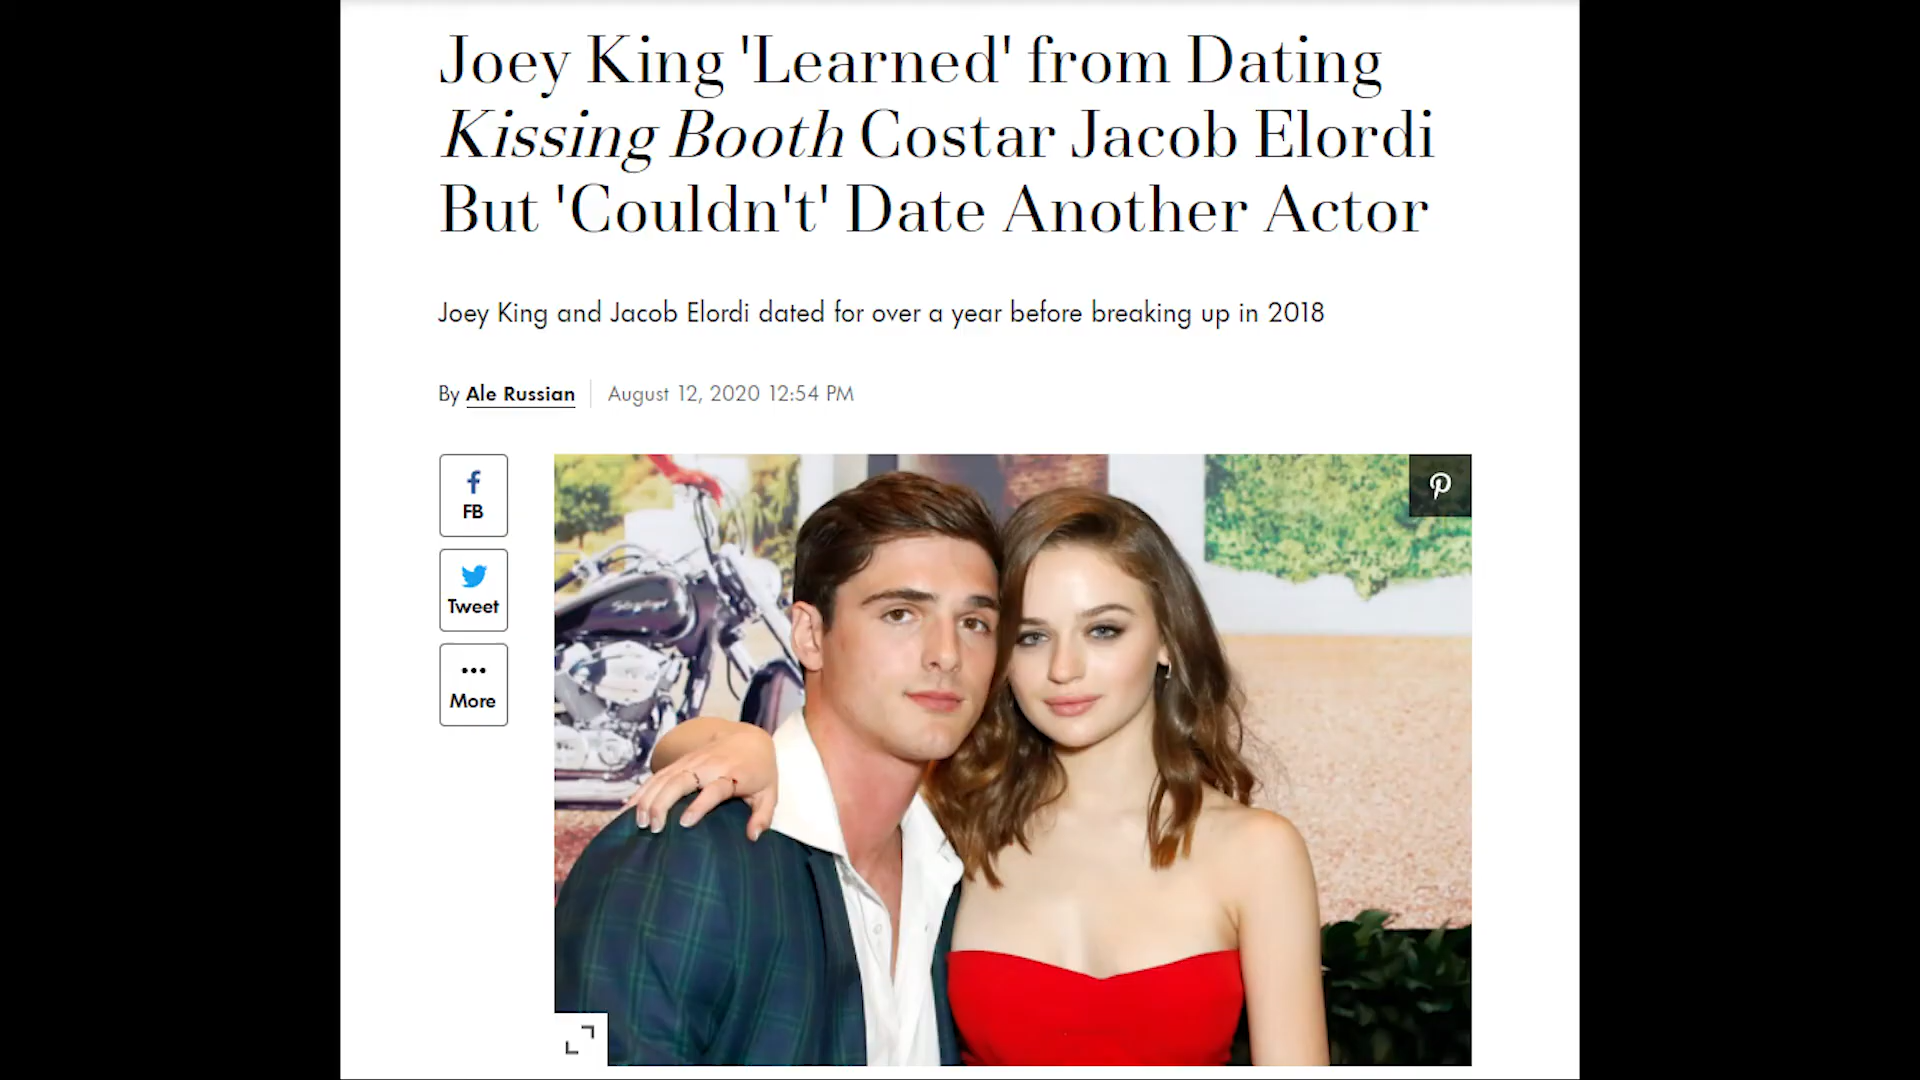 Joey King 'Learned' from Dating
Kissing Booth Costar Jacob Elordi
But 'Couldn't' Date Another Actor
Joey King and Jacob Elordi dated for over a year before breaking up in 2018
By Ale Russian August 12, 2020 12:54 PM
FB
Tweet
More